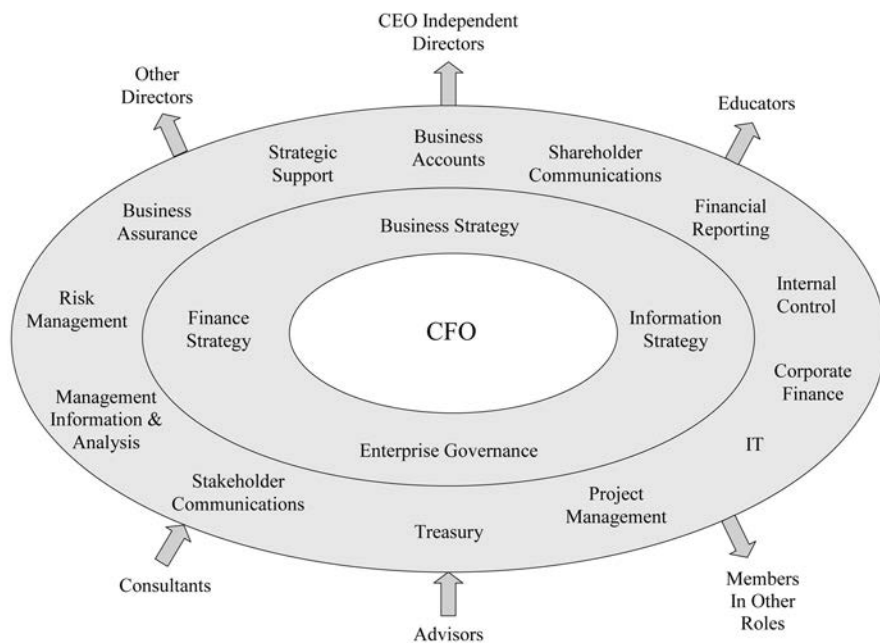 CEO Independent
Directors
Other
Directors
Educators
Business
Accounts
Strategic
Support
Shareholder
Communications
Business
Assurance
Financial
Reporting
Business Strategy
Risk
Management
Internal
Control
Finance
Strategy
CFO
Information
Strategy
Corporate
Finance
Management
Information &
Analysis
IT
Enterprise Governance
Stakeholder
Communications
Project
Management
Treasury
Consultants
Advisors
Members
In Other
Roles